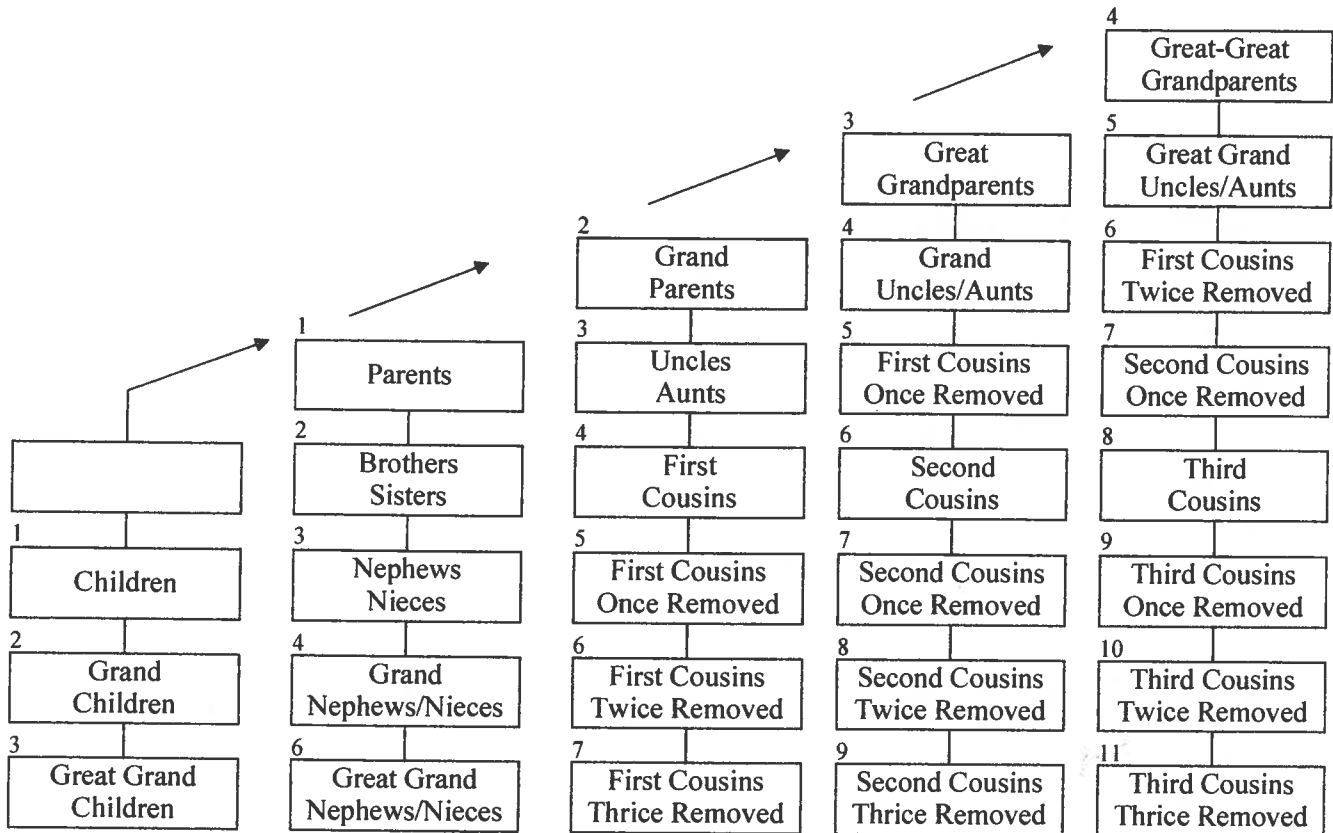 4
Great-Great
Grandparents
3
Great
Grandparents
5
Great Grand
Uncles/Aunts
2
Grand
Parents
4
Grand
Uncles/Aunts
6
First Cousins
Twice Removed
1
Parents
3
Uncles
Aunts
5
First Cousins
Once Removed
7
Second Cousins
Once Removed
2
Brothers
Sisters
4
First
Cousins
6
Second
Cousins
8
Third
Cousins
1
Children
3
Nephews
Nieces
5
First Cousins
Once Removed
7
Second Cousins
Once Removed
9
Third Cousins
Once Removed
2
Grand
Children
4
Grand
Nephews/Nieces
6
First Cousins
Twice Removed
8
Second Cousins
Twice Removed
10
Third Cousins
Twice Removed
3
Great Grand
Children
6
Great Grand
Nephews/Nieces
7
First Cousins
Thrice Removed
9
Second Cousins
Thrice Removed
11
Third Cousins
Thrice Removed